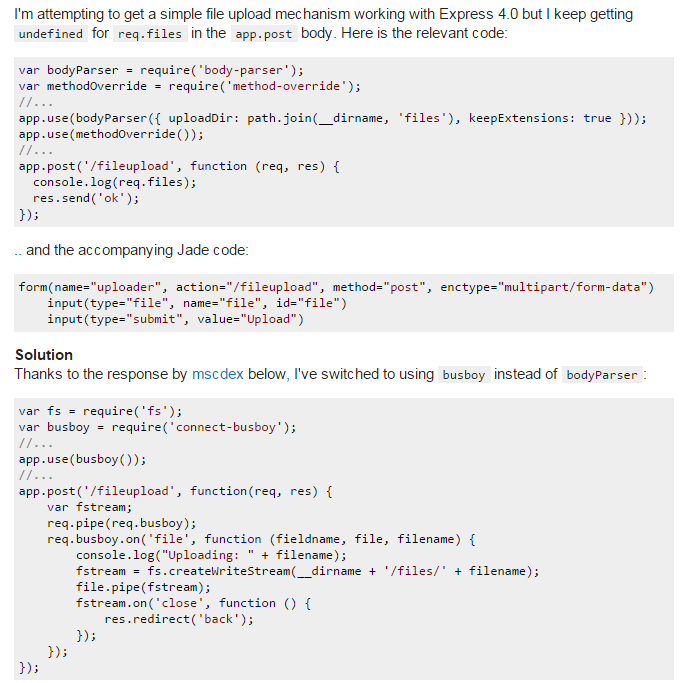 I'm attempting to get a simple file upload mechanism working with Express 4.0 but I keep getting
undefined for req.files in the app.post body. Here is the relevant code:
var bodyParser = require('body-parser');
var methodOverride = require('method-override');
//...
app.use(bodyParser({ uploadDir: path.join(__dirname, 'files'), keepExtensions: true }));
app.use(methodOverride());
//...
app.post('/fileupload', function (req, res) {
  console.log(req.files);
  res.send('ok');
});
.. and the accompanying Jade code:
form(name="uploader", action="/fileupload", method="post", enctype="multipart/form-data")
    input(type="file", name="file", id="file")
    input(type="submit", value="Upload")
Solution
Thanks to the response by mscdex below, I've switched to using busboy instead of bodyParser :
var fs = require('fs');
var busboy = require('connect-busboy');
//...
app.use(busboy());
//...
app.post('/fileupload', function(req, res) {
    var fstream;
    req.pipe(req.busboy);
    req.busboy.on('file', function (fieldname, file, filename) {
        console.log("Uploading: " + filename);
        fstream = fs.createWriteStream(__dirname + '/files/' + filename);
        file.pipe(fstream);
        fstream.on('close', function () {
            res.redirect('back');
        });
    });
});